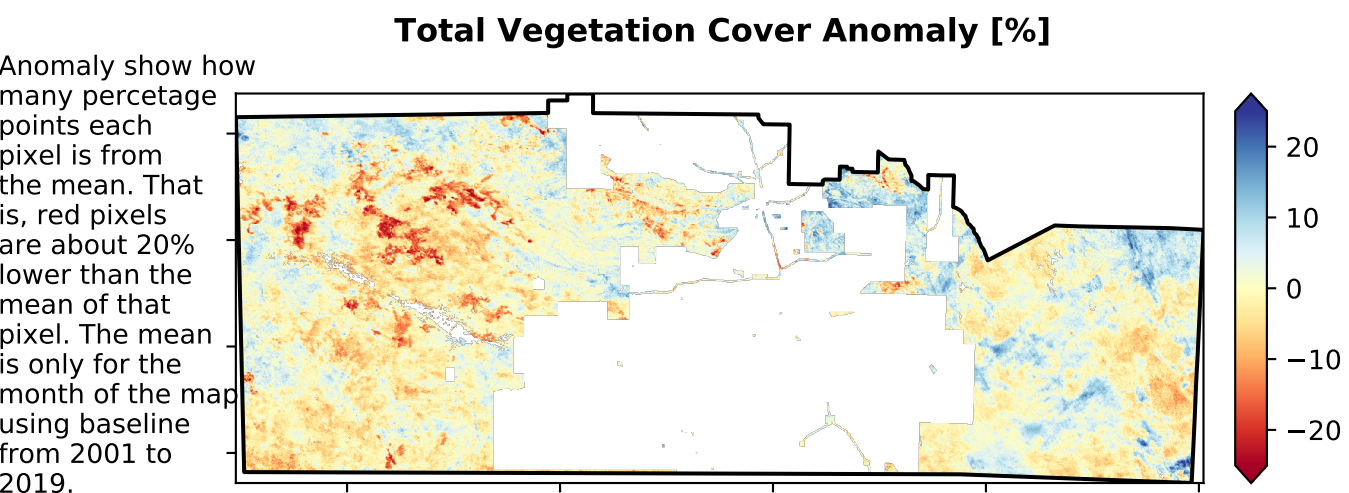 Total Vegetation Cover Anomaly [%]
Anomaly show how
many percetage
points each
pixel is from
the mean. That
is, red pixels
are about 20%
lower than the
mean of that
pixel. The mean
is only for the
month of the map
using baseline
from 2001 to
2019.
20
10
0
−10
−20